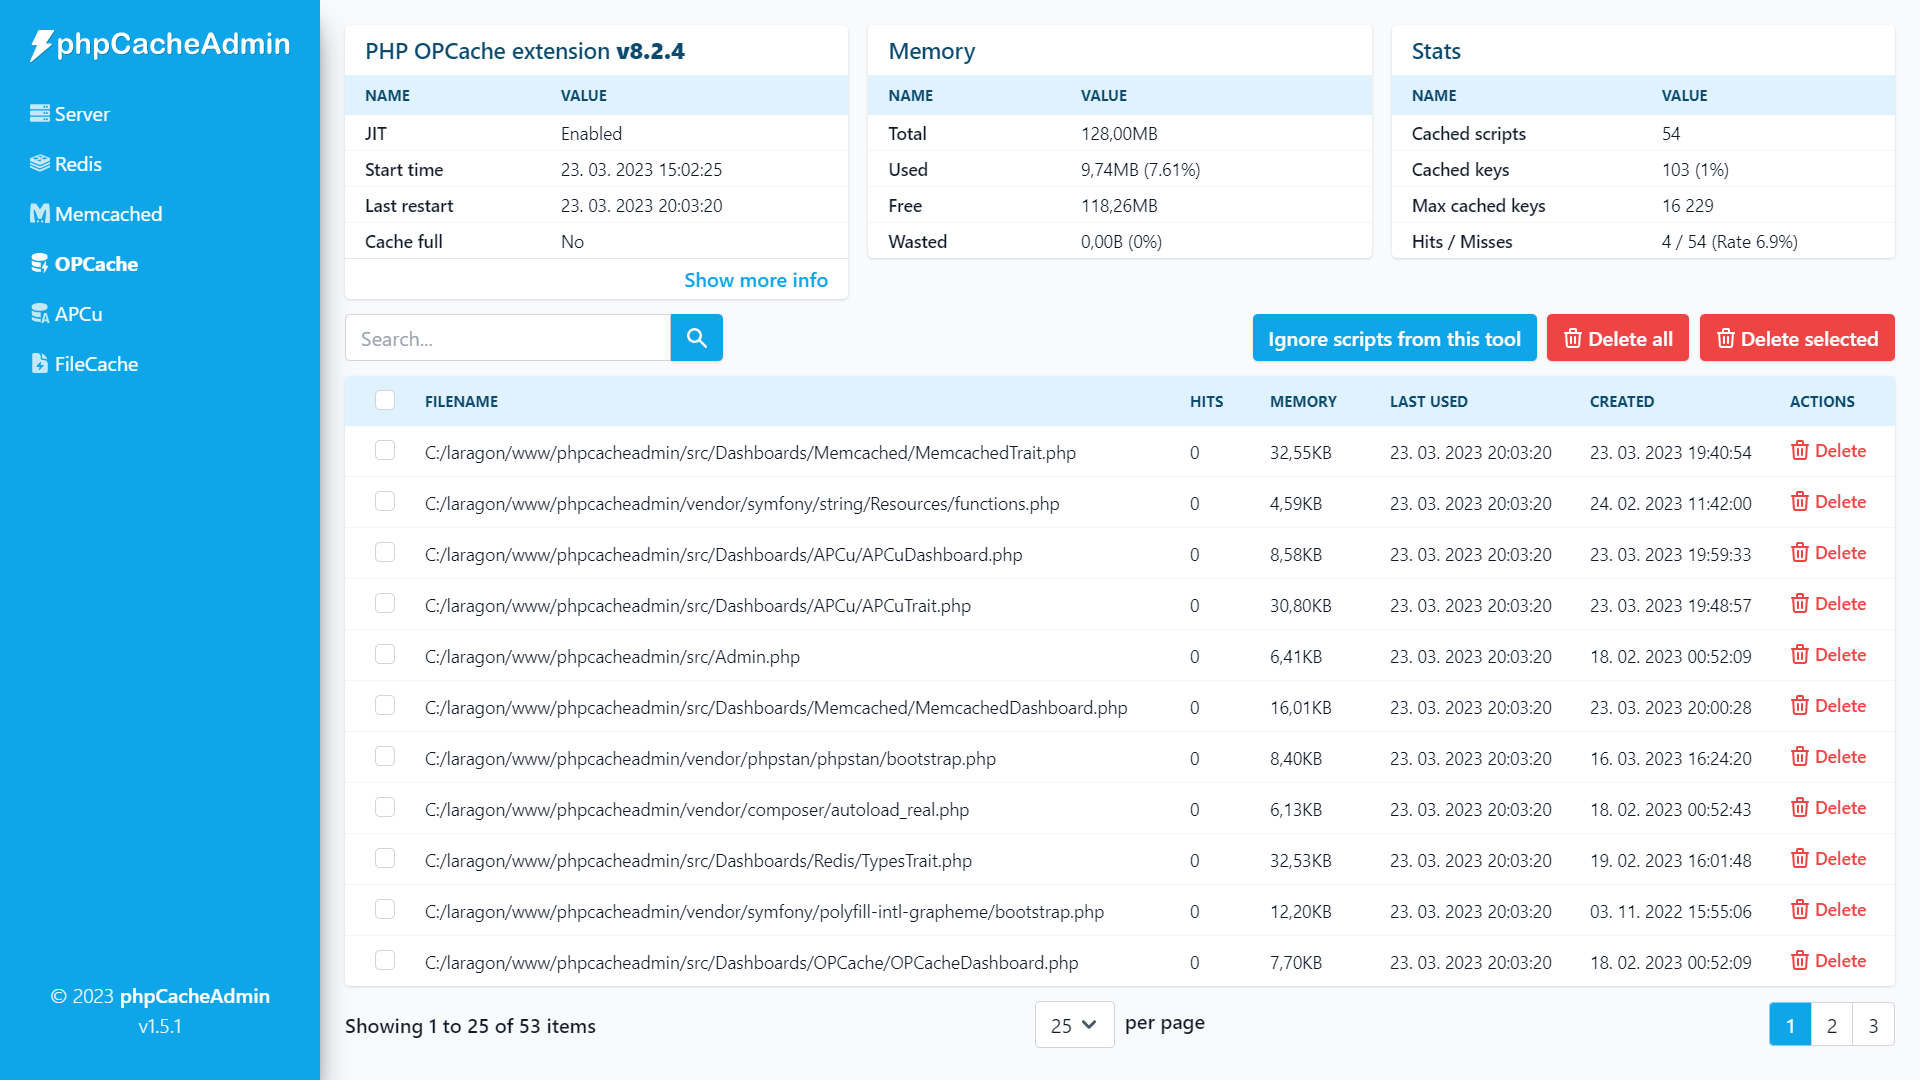 phpCacheAdmin
Server
Redis
Memcached
OPCache
APCu
FileCache
© 2023 phpCacheAdmin
v1.5.1
PHP OPCache extension v8.2.4
NAME VALUE
JIT Enabled
Start time 23. 03. 2023 15:02:25
Last restart 23. 03. 2023 20:03:20
Cache full No
Show more info
Memory
NAME VALUE
Total 128,00MB
Used 9,74MB (7.61%)
Free 118,26MB
Wasted 0,00B (0%)
Stats
NAME VALUE
Cached scripts 54
Cached keys 103 (1%)
Max cached keys 16 229
Hits / Misses 4 / 54 (Rate 6.9%)
Search...
Ignore scripts from this tool
Delete all
Delete selected
FILENAME HITS MEMORY LAST USED CREATED ACTIONS
C:/laragon/www/phpcacheadmin/src/Dashboards/Memcached/MemcachedTrait.php 0 32,55KB 23. 03. 2023 20:03:20 23. 03. 2023 19:40:54 Delete
C:/laragon/www/phpcacheadmin/vendor/symfony/string/Resources/functions.php 0 4,59KB 23. 03. 2023 20:03:20 24. 02. 2023 11:42:00 Delete
C:/laragon/www/phpcacheadmin/src/Dashboards/APCu/APCuDashboard.php 0 8,58KB 23. 03. 2023 20:03:20 23. 03. 2023 19:59:33 Delete
C:/laragon/www/phpcacheadmin/src/Dashboards/APCu/APCuTrait.php 0 30,80KB 23. 03. 2023 20:03:20 23. 03. 2023 19:48:57 Delete
C:/laragon/www/phpcacheadmin/src/Admin.php 0 6,41KB 23. 03. 2023 20:03:20 18. 02. 2023 00:52:09 Delete
C:/laragon/www/phpcacheadmin/src/Dashboards/Memcached/MemcachedDashboard.php 0 16,01KB 23. 03. 2023 20:03:20 23. 03. 2023 20:00:28 Delete
C:/laragon/www/phpcacheadmin/vendor/phpstan/phpstan/bootstrap.php 0 8,40KB 23. 03. 2023 20:03:20 16. 03. 2023 16:24:20 Delete
C:/laragon/www/phpcacheadmin/vendor/composer/autoload_real.php 0 6,13KB 23. 03. 2023 20:03:20 18. 02. 2023 00:52:43 Delete
C:/laragon/www/phpcacheadmin/src/Dashboards/Redis/TypesTrait.php 0 32,53KB 23. 03. 2023 20:03:20 19. 02. 2023 16:01:48 Delete
C:/laragon/www/phpcacheadmin/vendor/symfony/polyfill-intl-grapheme/bootstrap.php 0 12,20KB 23. 03. 2023 20:03:20 03. 11. 2022 15:55:06 Delete
C:/laragon/www/phpcacheadmin/src/Dashboards/OPCache/OPCacheDashboard.php 0 7,70KB 23. 03. 2023 20:03:20 18. 02. 2023 00:52:09 Delete
Showing 1 to 25 of 53 items
25 per page
1 2 3